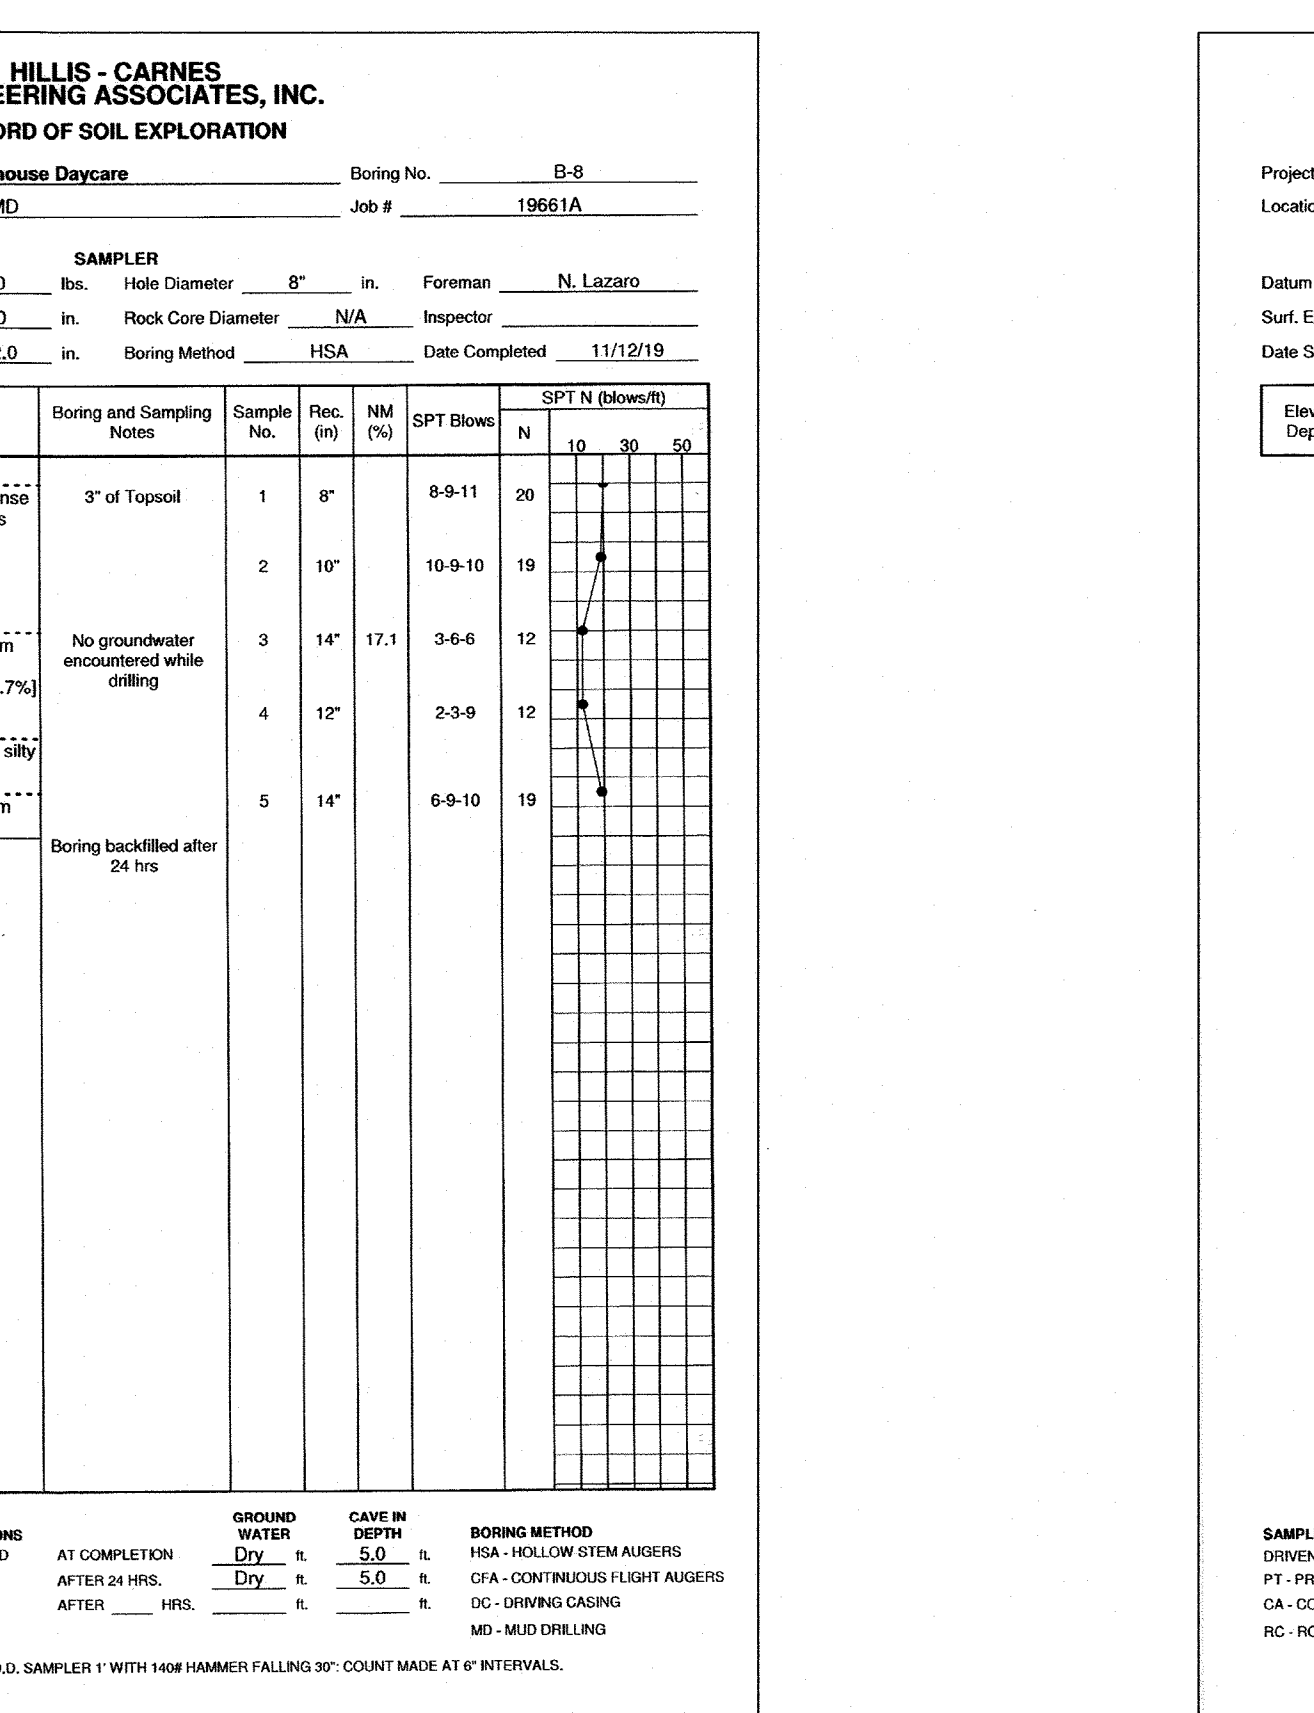 HILLIS - CARNES
EERING ASSOCIATES, INC.
ORD OF SOIL EXPLORATION
house Daycare Boring No. B-8
MD Job # 19661A
SAMPLER
0 lbs. Hole Diameter 8" in. Foreman N. Lazaro
0 in. Rock Core Diameter N/A Inspector
2.0 in. Boring Method HSA Date Completed 11/12/19
Boring and Sampling Notes Sample No. Rec. (in) NM (%) SPT Blows SPT N (blows/ft)
N 10 30 50
nse 3" of Topsoil 1 8" 8-9-11 20
s
2 10" 10-9-10 19
m No groundwater 3 14" 17.1 3-6-6 12
encountered while
drilling
.7%]
4 12" 2-3-9 12
silty
m 5 14" 6-9-10 19
Boring backfilled after
24 hrs
GROUND WATER CAVE IN DEPTH
ONS BORING METHOD
D AT COMPLETION Dry ft. 5.0 ft. HSA - HOLLOW STEM AUGERS
AFTER 24 HRS. Dry ft. 5.0 ft. CFA - CONTINUOUS FLIGHT AUGERS
AFTER ____ HRS. ft. ft. DC - DRIVING CASING
MD - MUD DRILLING
O.D. SAMPLER 1' WITH 140# HAMMER FALLING 30": COUNT MADE AT 6" INTERVALS.
Project
Locatio
Datum
Surf. E
Date S
Elev
Dep
SAMPL
DRIVEN
PT - PR
CA - CO
RC - RO